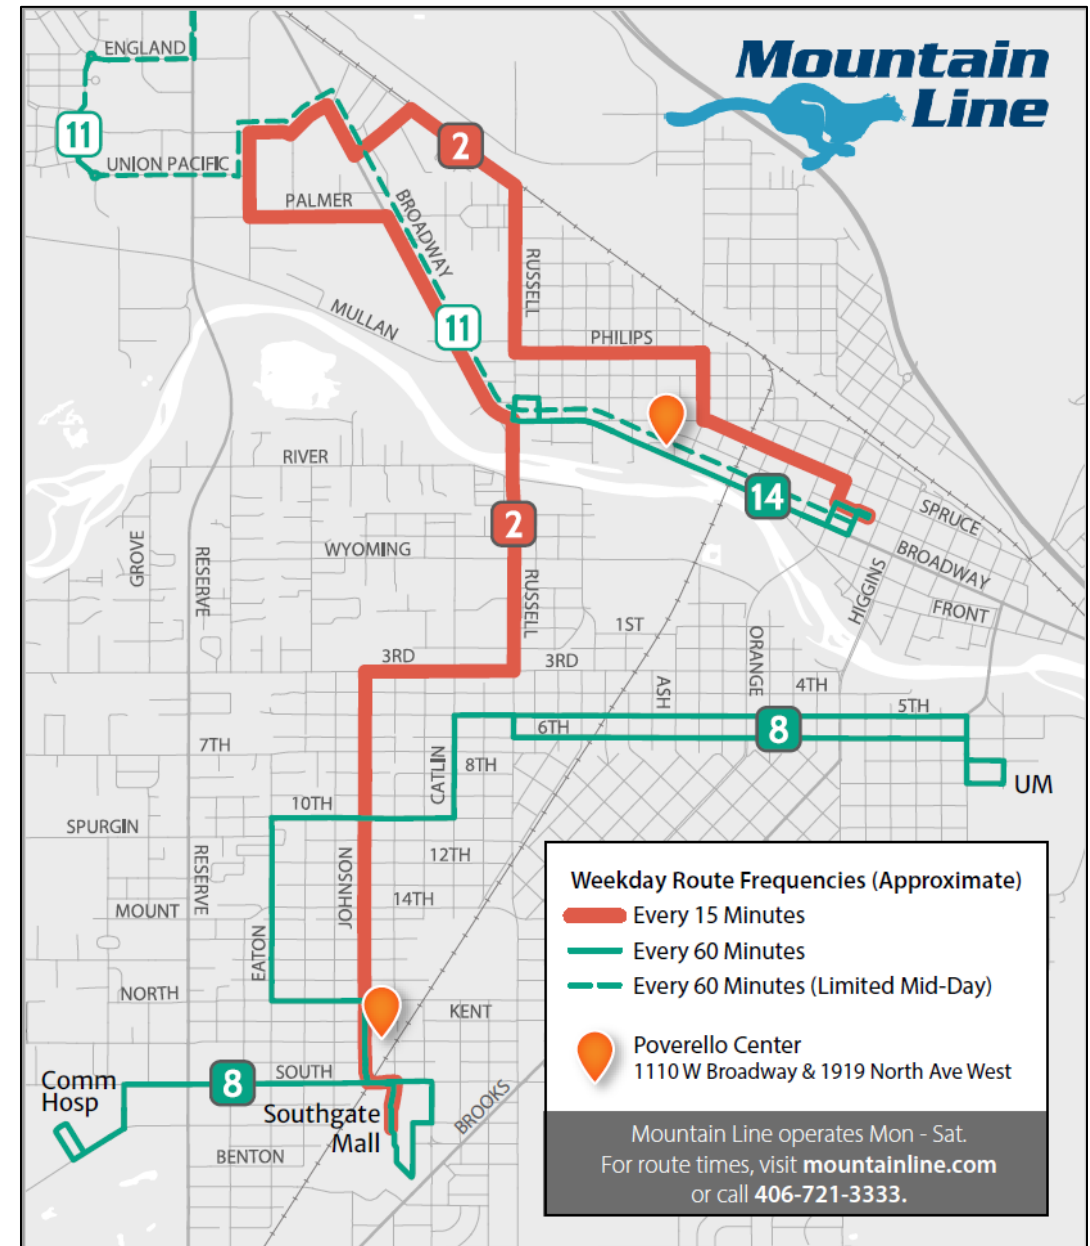 ENGLAND
Mountain
Line
11
2
UNION PACIFIC
PALMER
BROADWAY
RUSSELL
MULLAN
11
PHILIPS
RIVER
14
SPRUCE
2
GROVE
RESERVE
WYOMING
BROADWAY
HIGGINS
FRONT
RUSSELL
1ST
ORANGE
3RD
3RD
ASH
4TH
5TH
6TH
8
7TH
CATLIN
8TH
UM
10TH
SPURGIN
RESERVE
JOHNSON
12TH
14TH
MOUNT
EATON
NORTH
KENT
SOUTH
8
Comm
Hosp
Southgate
Mall
BROOKS
BENTON
Weekday Route Frequencies (Approximate)
Every 15 Minutes
Every 60 Minutes
Every 60 Minutes (Limited Mid-Day)
Poverello Center
1110 W Broadway & 1919 North Ave West
Mountain Line operates Mon - Sat.
For route times, visit mountainline.com
or call 406-721-3333.